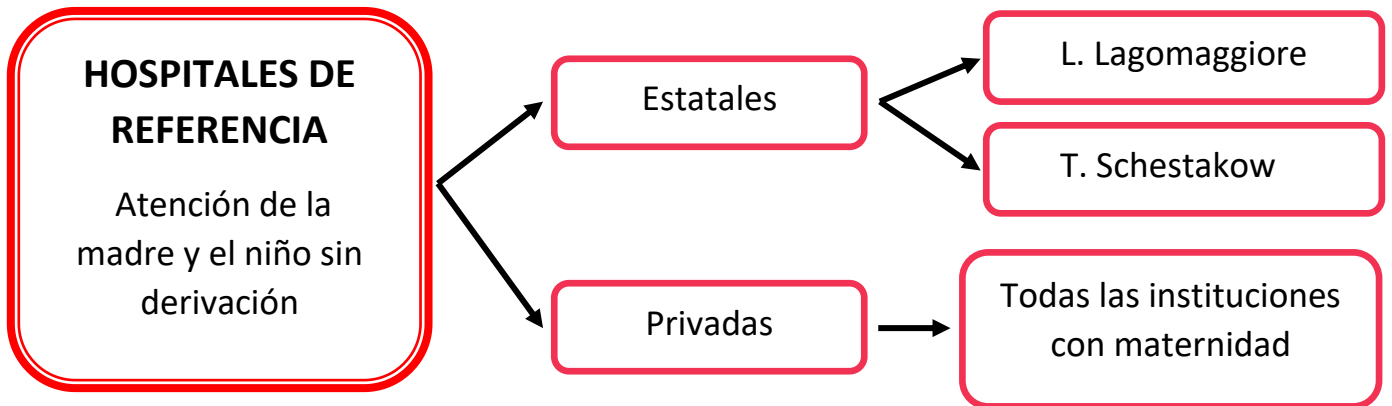 HOSPITALES DE
REFERENCIA
Atención de la
madre y el niño sin
derivación
Estatales
L. Lagomaggiore
T. Schestakow
Privadas
Todas las instituciones
con maternidad